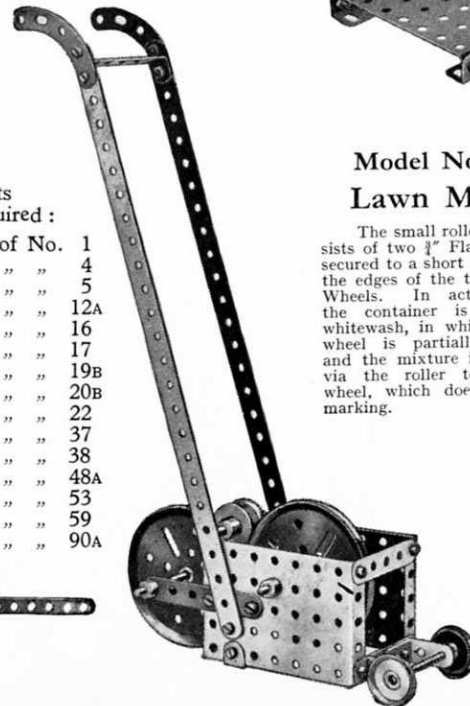 ts
uired :
of No. 1
„ „ 4
„ „ 5
„ „ 12A
„ „ 16
„ „ 17
„ „ 19B
„ „ 20B
„ „ 22
„ „ 37
„ „ 38
„ „ 48A
„ „ 53
„ „ 59
„ „ 90A
Model No
Lawn M
The small rolle
sists of two ¾″ Fla
secured to a short
the edges of the t
Wheels. In act
the container is
whitewash, in whi
wheel is partiall
and the mixture i
via the roller to
wheel, which doe
marking.